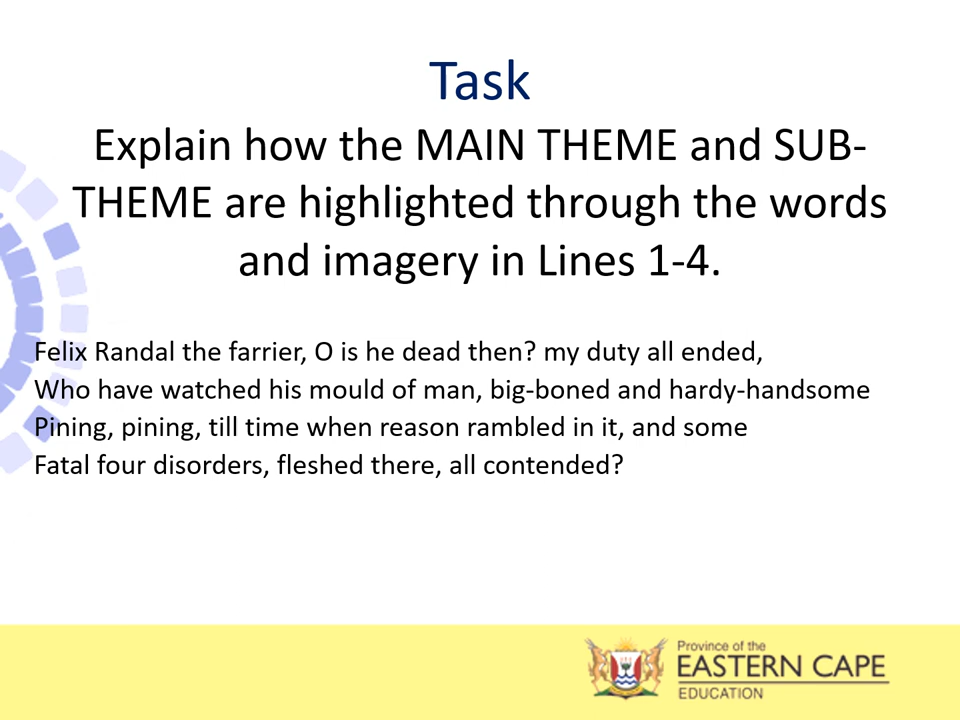 Task
Explain how the MAIN THEME and SUB-
THEME are highlighted through the words
and imagery in Lines 1-4.
Felix Randal the farrier, O is he dead then? my duty all ended,
Who have watched his mould of man, big-boned and hardy-handsome
Pining, pining, till time when reason rambled in it, and some
Fatal four disorders, fleshed there, all contended?
Province of the
EASTERN CAPE
EDUCATION